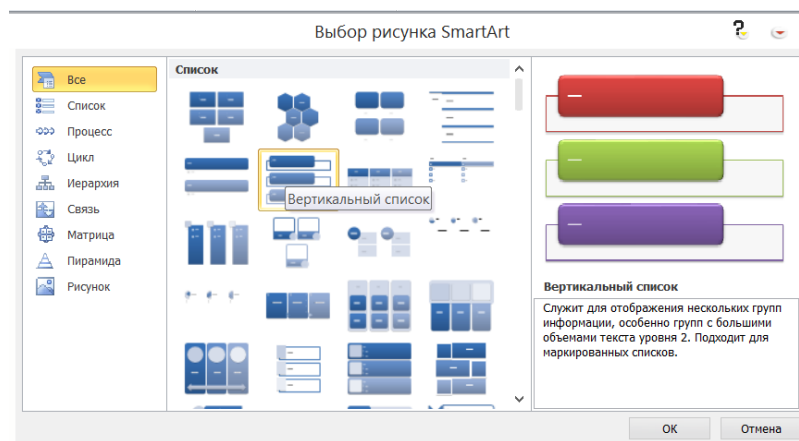 Выбор рисунка SmartArt
?
Все
Список
Процесс
Цикл
Иерархия
Связь
Матрица
Пирамида
Рисунок
Список
Вертикальный список
Вертикальный список
Служит для отображения нескольких групп
информации, особенно групп с большими
объемами текста уровня 2. Подходит для
маркированных списков.
ОК
Отмена